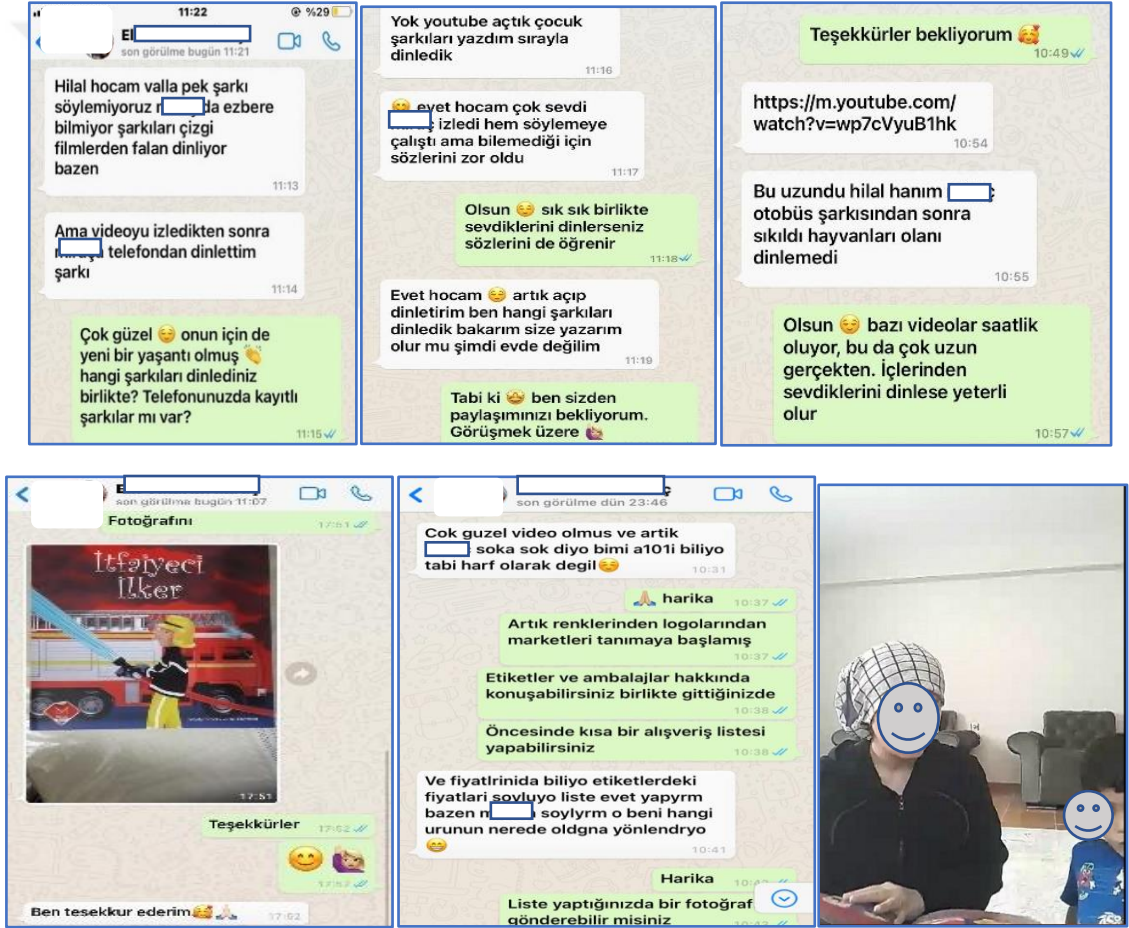 11:22
%29
El
son görülme bugün 11:21
Hilal hocam valla pek şarkı
söylemiyoruz da ezbere
bilmiyor şarkıları çizgi
filmlerden falan dinliyor
bazen
11:13
Ama videoyu izledikten sonra
telefondan dinlettim
şarkı
11:14
Çok güzel 😌 onun için de
yeni bir yaşantı olmuş 👏
hangi şarkıları dinlediniz
birlikte? Telefonunuzda kayıtlı
şarkılar mı var?
11:15
Yok youtube açtık çocuk
şarkıları yazdım sırayla
dinledik
11:16
😊 evet hocam çok sevdi
izledi hem söylemeye
çalıştı ama bilemediği için
sözlerini zor oldu
11:17
Olsun 😌 sık sık birlikte
sevdiklerini dinlerseniz
sözlerini de öğrenir
11:18
Evet hocam 😌 artık açıp
dinletirim ben hangi şarkıları
dinledik bakarım size yazarım
olur mu şimdi evde değilim
11:19
Tabi ki 🤩 ben sizden
paylaşımınızı bekliyorum.
Görüşmek üzere 🙋🏼‍♀️
Teşekkürler bekliyorum 🥰
10:49
https://m.youtube.com/
watch?v=wp7cVyuB1hk
10:54
Bu uzundu hilal hanım
otobüs şarkısından sonra
sıkıldı hayvanları olanı
dinlemedi
10:55
Olsun 😌 bazı videolar saatlik
oluyor, bu da çok uzun
gerçekten. İçlerinden
sevdiklerini dinlese yeterli
olur
10:57
son görülme bugün 11:07
Fotoğrafını
17:51
İtfaiyeci
İlker
17:51
Teşekkürler
17:52
😊 🙋🏼‍♀️
17:52
Ben tesekkur ederim🥰🙏🏼
17:52
son görülme dün 23:46
Cok guzel video olmus ve artik
soka sok diyo bimi a101i biliyo
tabi harf olarak degil☺️
10:31
🙏🏼 harika
10:37
Artık renklerinden logolarından
marketleri tanımaya başlamış
10:37
Etiketler ve ambalajlar hakkında
konuşabilirsiniz birlikte gittiğinizde
10:38
Öncesinde kısa bir alışveriş listesi
yapabilirsiniz
10:38
Ve fiyatlrinida biliyo etiketlerdeki
fiyatlari soyluyo liste evet yapyrm
bazen soylyrm o beni hangi
urunun nerede oldgna yönlendryo
😁
10:41
Harika
Liste yaptığınızda bir fotoğraf
gönderebilir misiniz